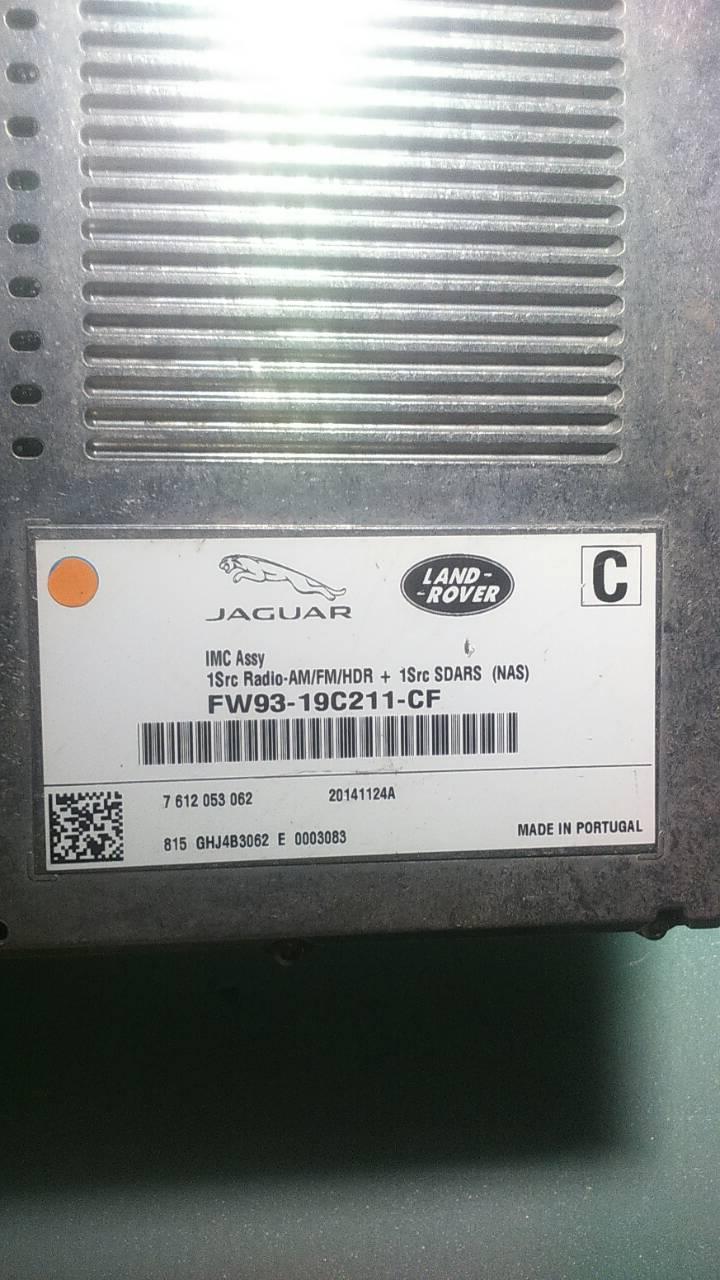 JAGUAR
LAND-
-ROVER
C
IMC Assy
1Src Radio-AM/FM/HDR + 1Src SDARS (NAS)
FW93-19C211-CF
7 612 053 062 20141124A
815 GHJ4B3062 E 0003083
MADE IN PORTUGAL